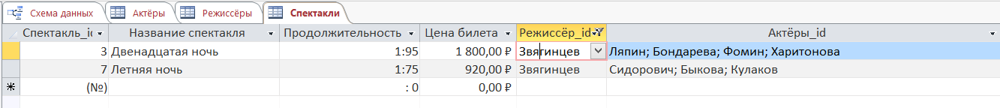 Схема данных Актёры Режиссёры Спектакли
Спектакль_id Название спектакля Продолжительность Цена билета Режиссёр_id Актёры_id
3 Двенадцатая ночь 1:95 1 800,00 ₽ Звягинцев Ляпин; Бондарева; Фомин; Харитонова
7 Летняя ночь 1:75 920,00 ₽ Звягинцев Сидорович; Быкова; Кулаков
(№) : 0 0,00 ₽